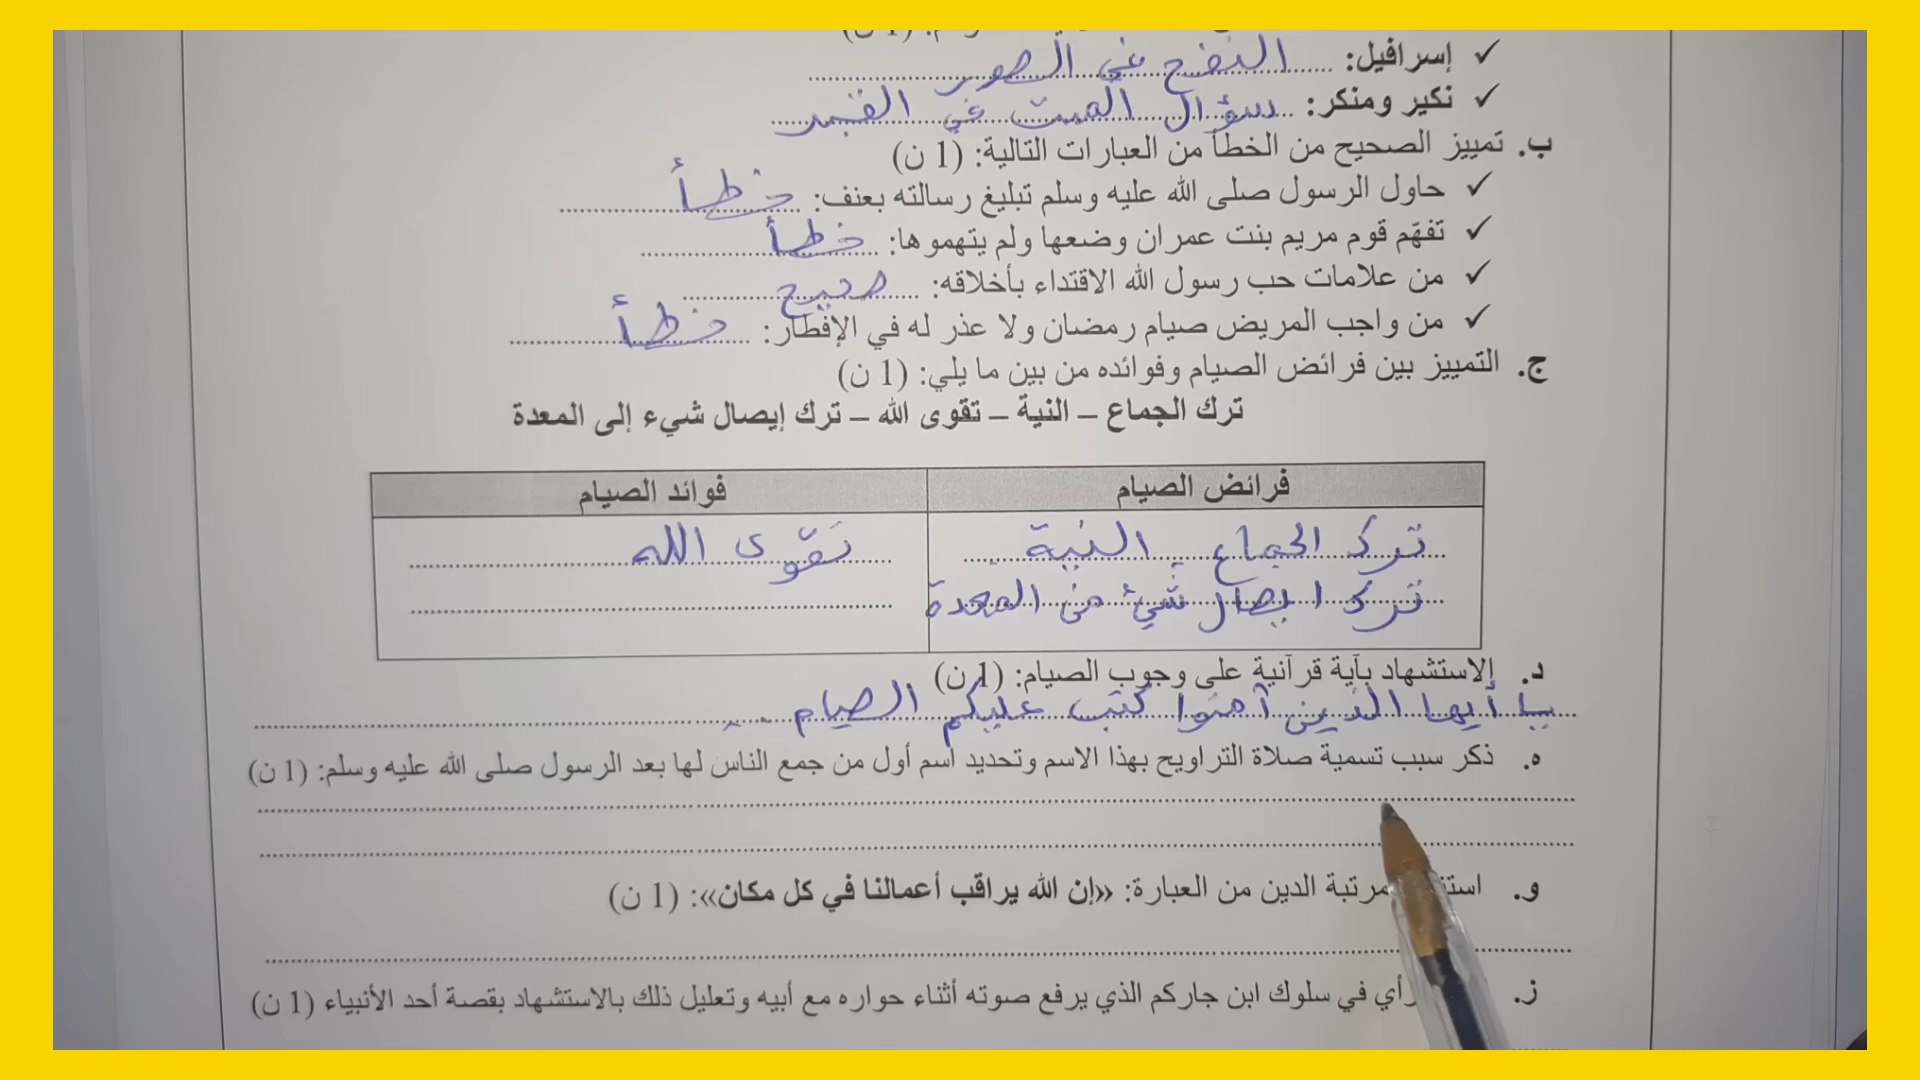 ✓ إسرافيل: النفخ في الصور
✓ نكير ومنكر: سؤال الميت في القبر
ب. تمييز الصحيح من الخطأ من العبارات التالية: (1 ن)
✓ حاول الرسول صلى الله عليه وسلم تبليغ رسالته بعنف: خطأ
✓ تفهّم قوم مريم بنت عمران وضعها ولم يتهموها: خطأ
✓ من علامات حب رسول الله الاقتداء بأخلاقه: صحيح
✓ من واجب المريض صيام رمضان ولا عذر له في الإفطار: خطأ
ج. التمييز بين فرائض الصيام وفوائده من بين ما يلي: (1 ن)
ترك الجماع – النية – تقوى الله – ترك إيصال شيء إلى المعدة
فرائض الصيام فوائد الصيام
ترك الجماع النية تقوى الله
ترك ايصال شيء من المعدة
د. الاستشهاد بآية قرآنية على وجوب الصيام: (1 ن)
يا أيها الذين آمنوا كتب عليكم الصيام ..
ه. ذكر سبب تسمية صلاة التراويح بهذا الاسم وتحديد اسم أول من جمع الناس لها بعد الرسول صلى الله عليه وسلم: (1 ن)
و. مرتبة الدين من العبارة: «إن الله يراقب أعمالنا في كل مكان»: (1 ن)
ز. رأي في سلوك ابن جاركم الذي يرفع صوته أثناء حواره مع أبيه وتعليل ذلك بالاستشهاد بقصة أحد الأنبياء (1 ن)